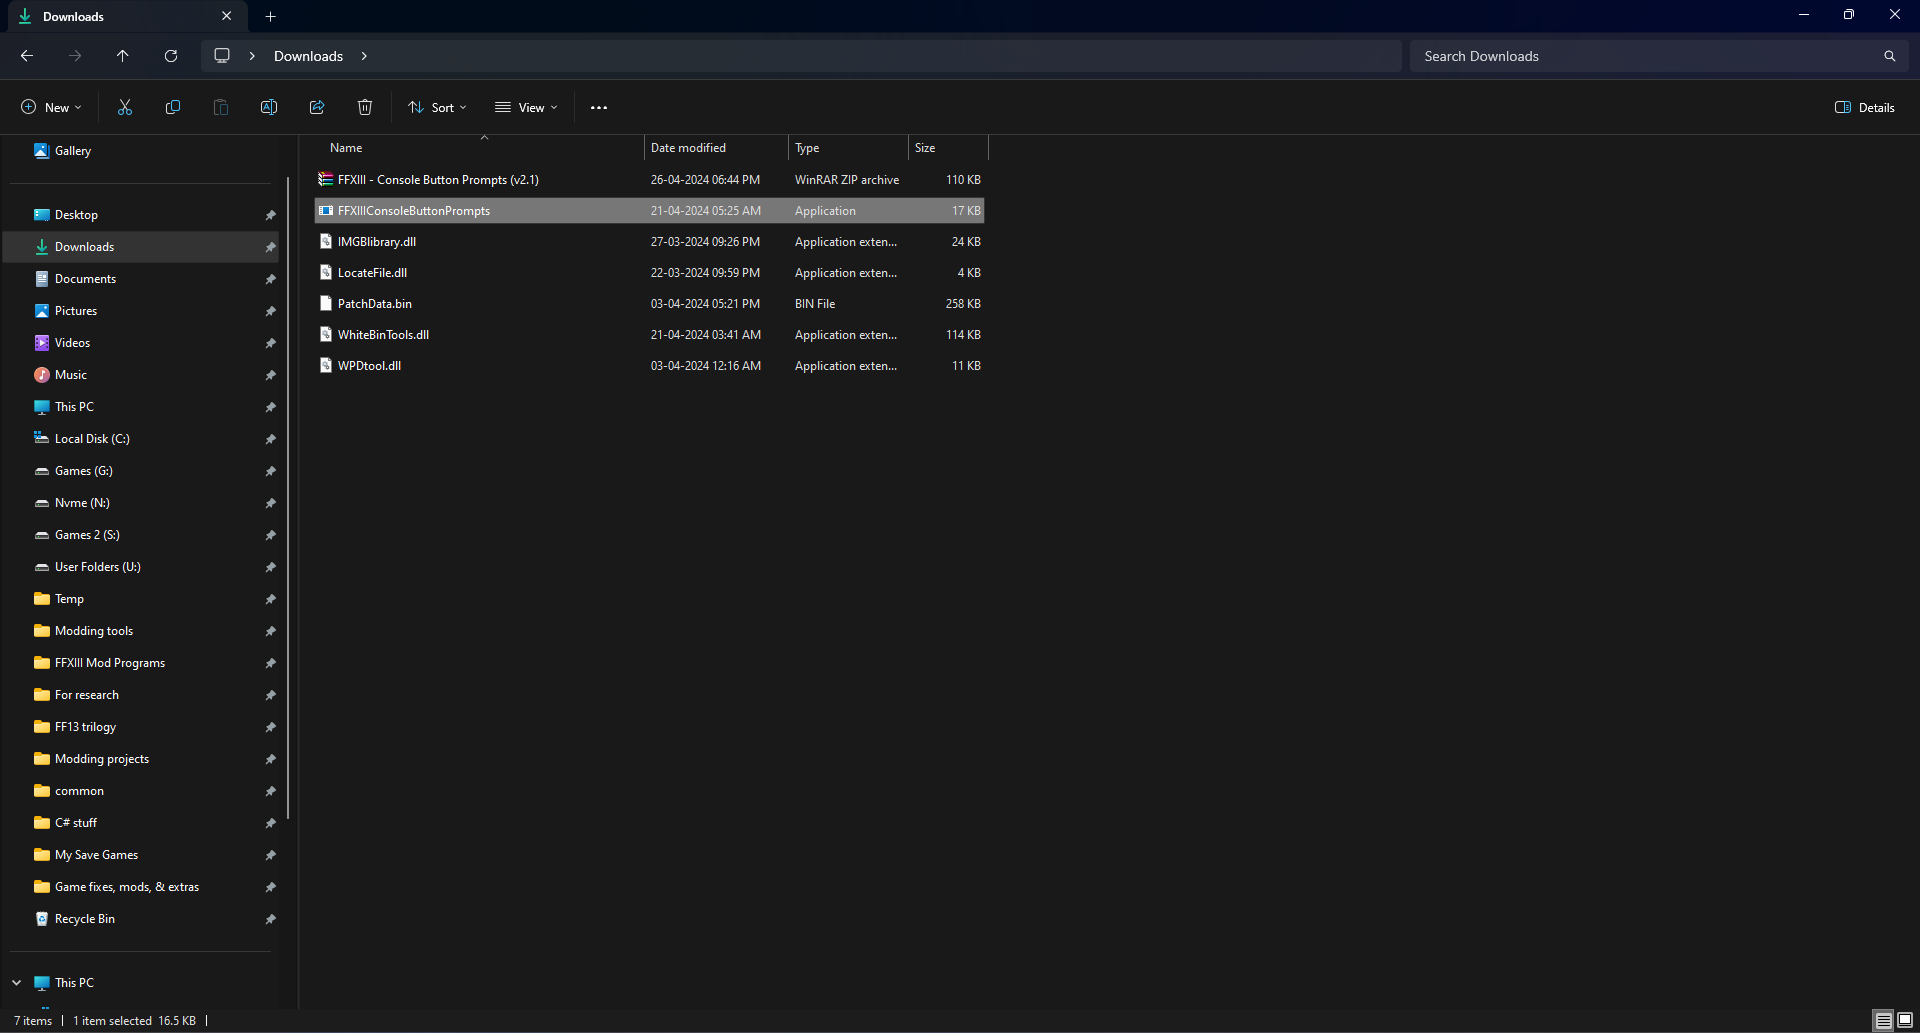 Downloads
Downloads
Search Downloads
New
Sort
View
Details
Gallery
Desktop
Downloads
Documents
Pictures
Videos
Music
This PC
Local Disk (C:)
Games (G:)
Nvme (N:)
Games 2 (S:)
User Folders (U:)
Temp
Modding tools
FFXIII Mod Programs
For research
FF13 trilogy
Modding projects
common
C# stuff
My Save Games
Game fixes, mods, & extras
Recycle Bin
This PC
Name Date modified Type Size
FFXIII - Console Button Prompts (v2.1) 26-04-2024 06:44 PM WinRAR ZIP archive 110 KB
FFXIIIConsoleButtonPrompts 21-04-2024 05:25 AM Application 17 KB
IMGBlibrary.dll 27-03-2024 09:26 PM Application exten... 24 KB
LocateFile.dll 22-03-2024 09:59 PM Application exten... 4 KB
PatchData.bin 03-04-2024 05:21 PM BIN File 258 KB
WhiteBinTools.dll 21-04-2024 03:41 AM Application exten... 114 KB
WPDtool.dll 03-04-2024 12:16 AM Application exten... 11 KB
7 items 1 item selected 16.5 KB